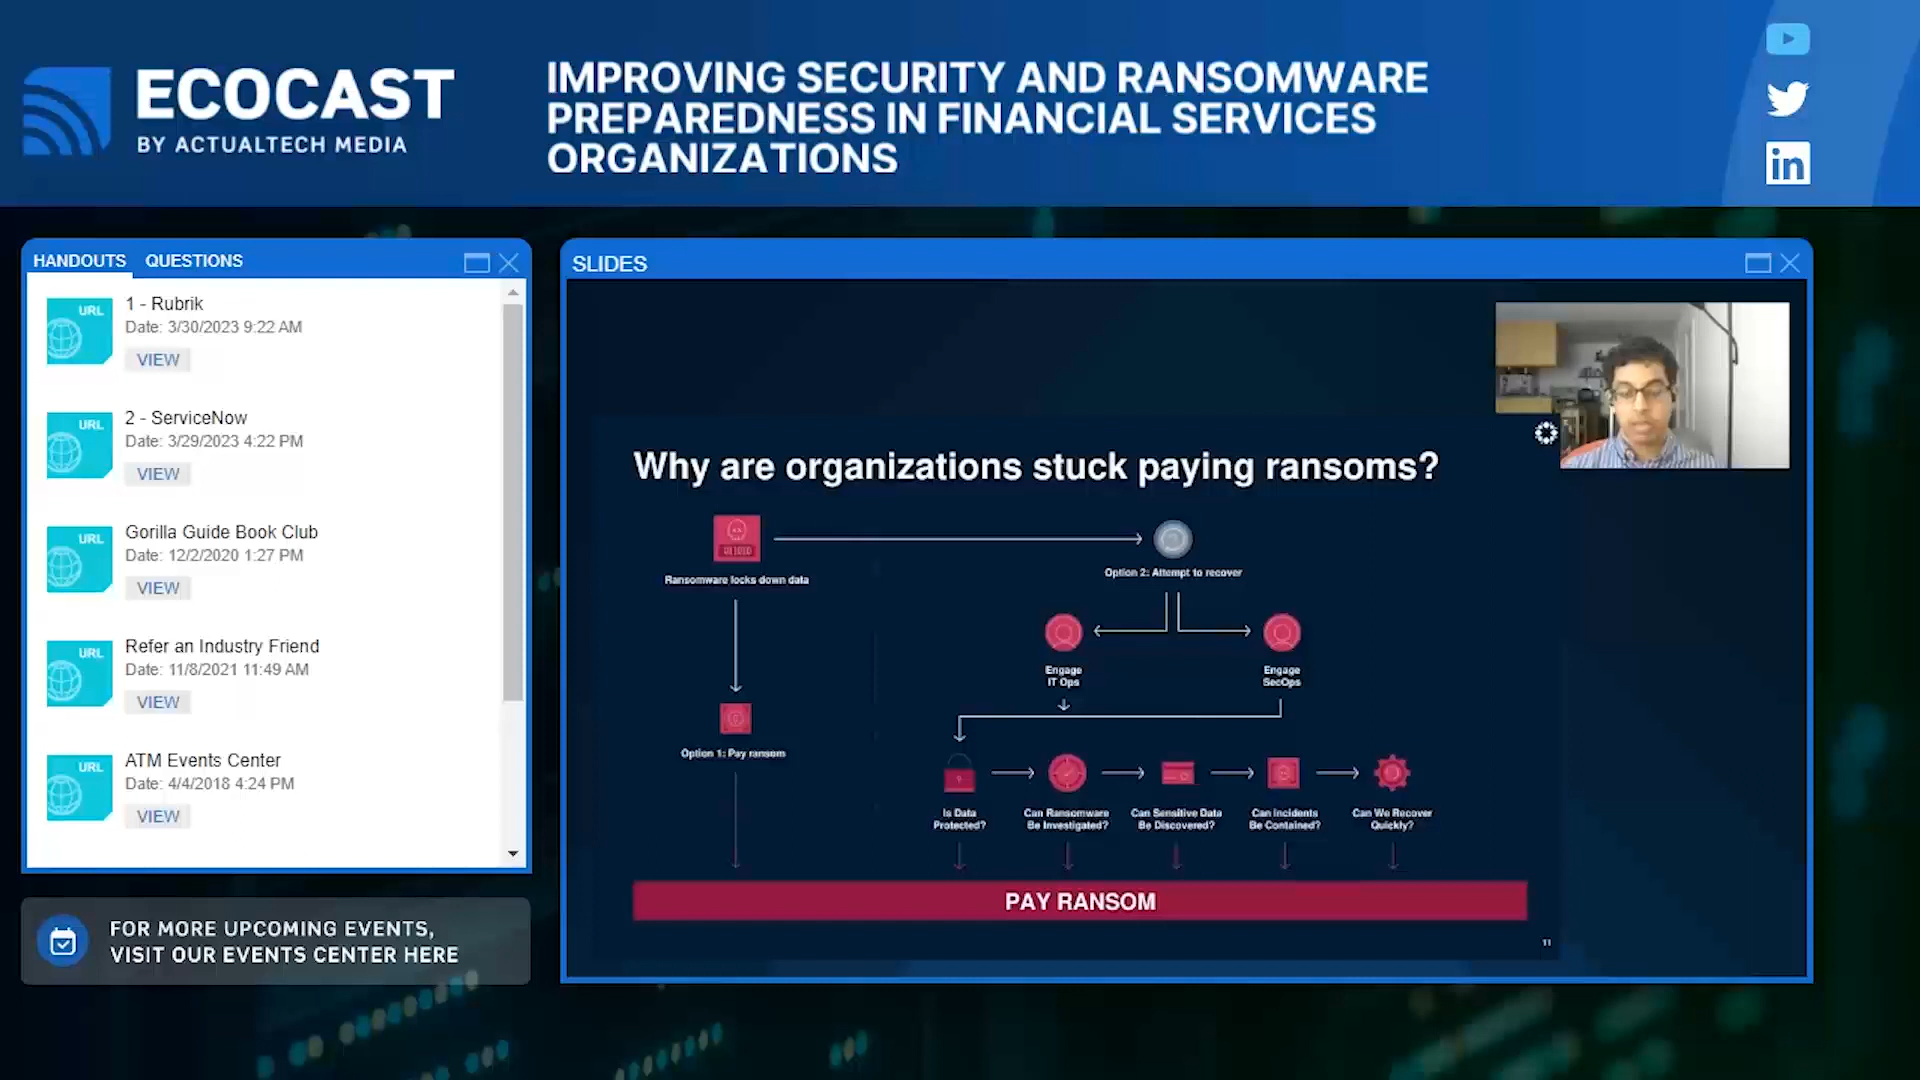 ECOCAST
BY ACTUALTECH MEDIA
IMPROVING SECURITY AND RANSOMWARE
PREPAREDNESS IN FINANCIAL SERVICES
ORGANIZATIONS
in
HANDOUTS QUESTIONS
URL
1 - Rubrik
Date: 3/30/2023 9:22 AM
VIEW
URL
2 - ServiceNow
Date: 3/29/2023 4:22 PM
VIEW
URL
Gorilla Guide Book Club
Date: 12/2/2020 1:27 PM
VIEW
URL
Refer an Industry Friend
Date: 11/8/2021 11:49 AM
VIEW
URL
ATM Events Center
Date: 4/4/2018 4:24 PM
VIEW
FOR MORE UPCOMING EVENTS,
VISIT OUR EVENTS CENTER HERE
SLIDES
Why are organizations stuck paying ransoms?
Ransomware locks down data
Option 2: Attempt to recover
Engage
IT Ops
Engage
SecOps
Option 1: Pay ransom
Is Data
Protected?
Can Ransomware
Be Investigated?
Can Sensitive Data
Be Discovered?
Can Incidents
Be Contained?
Can We Recover
Quickly?
PAY RANSOM
11